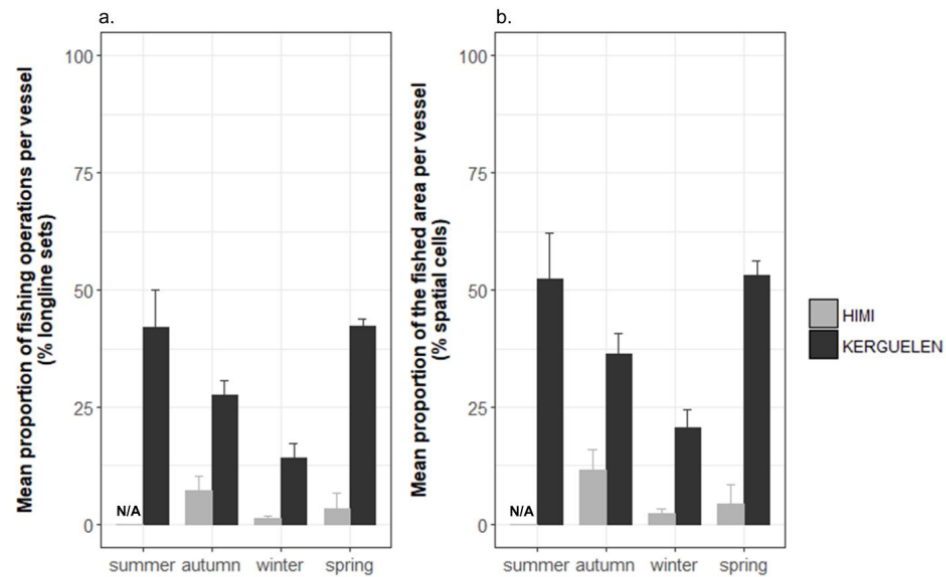 a.
Mean proportion of fishing operations per vessel
(% longline sets)
100
75
50
25
0
N/A
summer autumn winter spring
b.
Mean proportion of the fished area per vessel
(% spatial cells)
100
75
50
25
0
N/A
summer autumn winter spring
HIMI
KERGUELEN